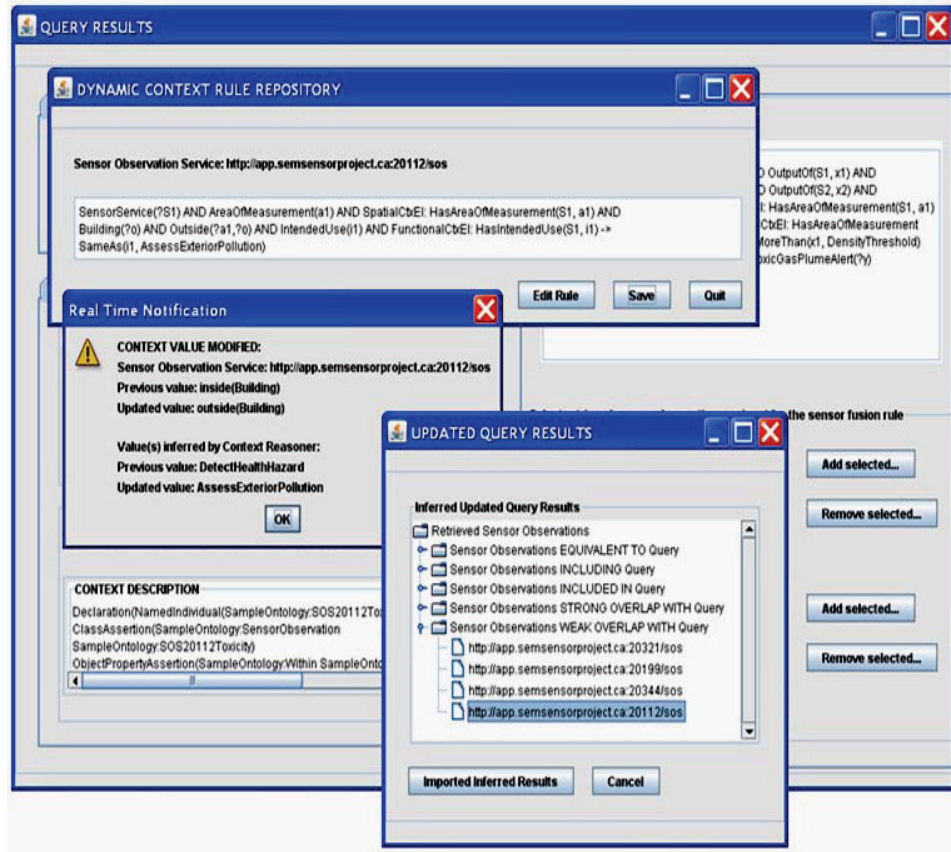 QUERY RESULTS
DYNAMIC CONTEXT RULE REPOSITORY
Sensor Observation Service: http://app.semsensorproject.ca:20112/sos
SensorService(?S1) AND AreaOfMeasurement(a1) AND SpatialCtxEl: HasAreaOfMeasurement(S1, a1) AND
Building(?o) AND Outside(?a1,?o) AND IntendedUse(i1) AND FunctionalCtxEl: HasIntendedUse(S1, i1) ->
SameAs(i1, AssessExteriorPollution)
Edit Rule
Save
Quit
OutputOf(S1, x1) AND
OutputOf(S2, x2) AND
HasAreaOfMeasurement(S1, a1)
CtxEl: HasAreaOfMeasurement
MoreThan(x1, DensityThreshold)
oxicGasPlumeAlert(?y)
Real Time Notification
CONTEXT VALUE MODIFIED:
Sensor Observation Service: http://app.semsensorproject.ca:20112/sos
Previous value: inside(Building)
Updated value: outside(Building)
Value(s) inferred by Context Reasoner:
Previous value: DetectHealthHazard
Updated value: AssessExteriorPollution
OK
the sensor fusion rule
Add selected...
Remove selected...
Add selected...
Remove selected...
CONTEXT DESCRIPTION
Declaration(NamedIndividual(SampleOntology:SOS20112To
ClassAssertion(SampleOntology:SensorObservation
SampleOntology:SOS20112Toxicity)
ObjectPropertyAssertion(SampleOntology:Within SampleOnto
UPDATED QUERY RESULTS
Inferred Updated Query Results
Retrieved Sensor Observations
Sensor Observations EQUIVALENT TO Query
Sensor Observations INCLUDING Query
Sensor Observations INCLUDED IN Query
Sensor Observations STRONG OVERLAP WITH Query
Sensor Observations WEAK OVERLAP WITH Query
http://app.semsensorproject.ca:20321/sos
http://app.semsensorproject.ca:20199/sos
http://app.semsensorproject.ca:20344/sos
http://app.semsensorproject.ca:20112/sos
Imported Inferred Results
Cancel